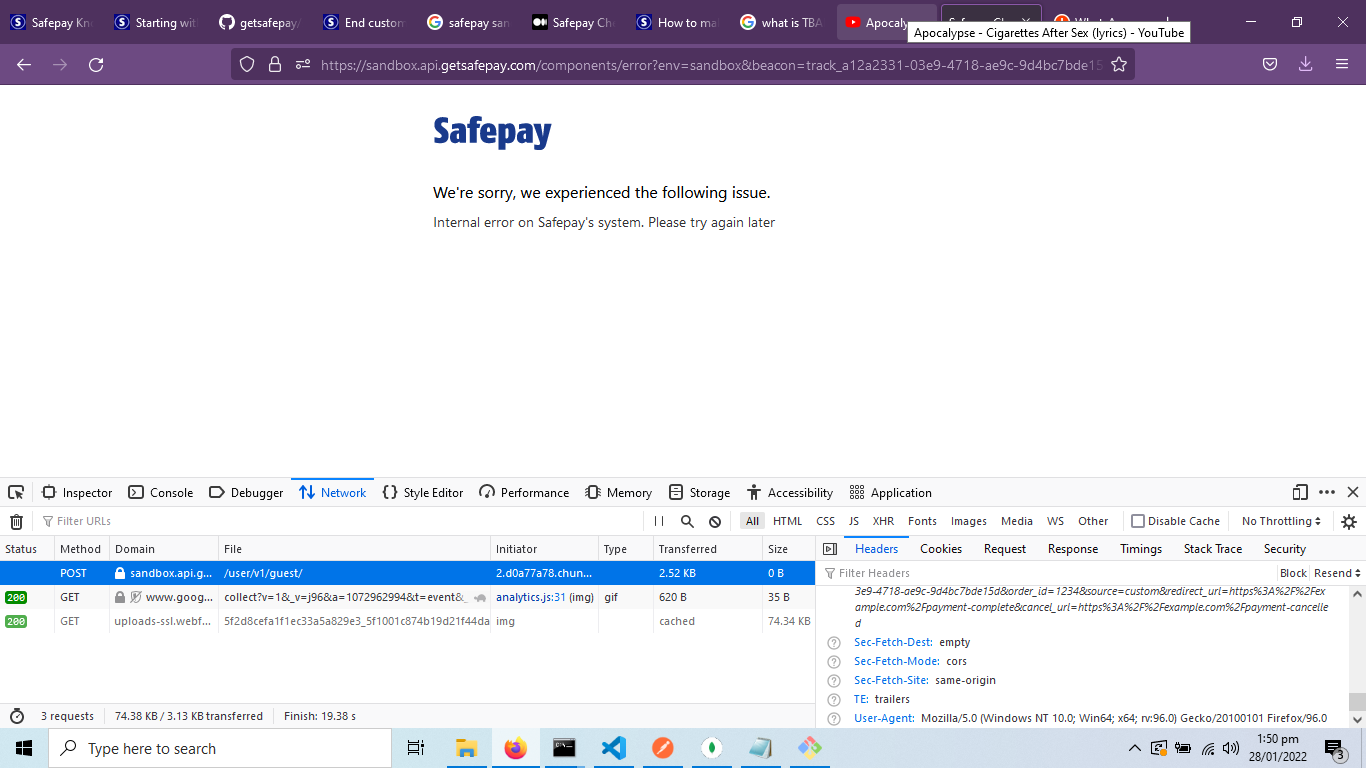 Safepay Kn
Starting wit
getsafepay/
End custom
safepay san
Safepay Che
How to mak
what is TBA
Apocaly
Apocalypse - Cigarettes After Sex (lyrics) - YouTube
https://sandbox.api.getsafepay.com/components/error?env=sandbox&beacon=track_a12a2331-03e9-4718-ae9c-9d4bc7bde15
Safepay
We're sorry, we experienced the following issue.
Internal error on Safepay's system. Please try again later
Inspector Console Debugger Network Style Editor Performance Memory Storage Accessibility Application
Filter URLs All HTML CSS JS XHR Fonts Images Media WS Other Disable Cache No Throttling
Status Method Domain File Initiator Type Transferred Size
POST sandbox.api.g... /user/v1/guest/ 2.d0a77a78.chun... 2.52 KB 0 B
200 GET www.goog... collect?v=1&_v=j96&a=1072962994&t=event&_ analytics.js:31 (img) gif 620 B 35 B
200 GET uploads-ssl.webf... 5f2d8cefa1f1ec33a5a829e3_5f1001c874b19d21f44da img cached 74.34 KB
3 requests 74.38 KB / 3.13 KB transferred Finish: 19.38 s
Headers Cookies Request Response Timings Stack Trace Security
Filter Headers Block Resend
3e9-4718-ae9c-9d4bc7bde15d&order_id=1234&source=custom&redirect_url=https%3A%2F%2Fex
ample.com%2Fpayment-complete&cancel_url=https%3A%2F%2Fexample.com%2Fpayment-cancelle
d
Sec-Fetch-Dest: empty
Sec-Fetch-Mode: cors
Sec-Fetch-Site: same-origin
TE: trailers
User-Agent: Mozilla/5.0 (Windows NT 10.0; Win64; x64; rv:96.0) Gecko/20100101 Firefox/96.0
Type here to search
1:50 pm
28/01/2022
3